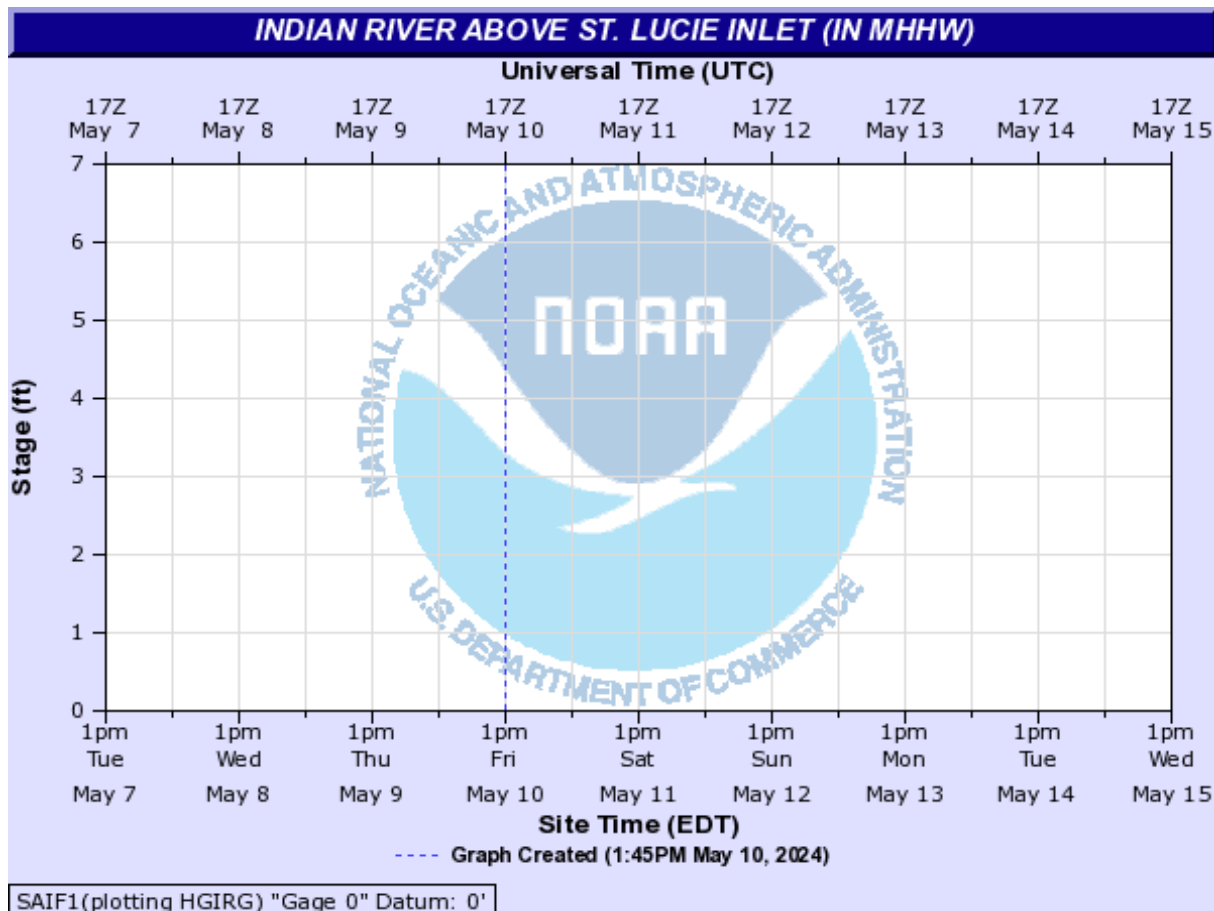 INDIAN RIVER ABOVE ST. LUCIE INLET (IN MHHW)
Universal Time (UTC)
17Z 17Z 17Z 17Z 17Z 17Z 17Z 17Z 17Z
May 7 May 8 May 9 May 10 May 11 May 12 May 13 May 14 May 15
7
6
5
4
3
2
1
0
Stage (ft)
NATIONAL OCEANIC AND ATMOSPHERIC ADMINISTRATION
NOAA
U.S. DEPARTMENT OF COMMERCE
1pm 1pm 1pm 1pm 1pm 1pm 1pm 1pm 1pm
Tue Wed Thu Fri Sat Sun Mon Tue Wed
May 7 May 8 May 9 May 10 May 11 May 12 May 13 May 14 May 15
Site Time (EDT)
Graph Created (1:45PM May 10, 2024)
SAIF1(plotting HGIRG) "Gage 0" Datum: 0'